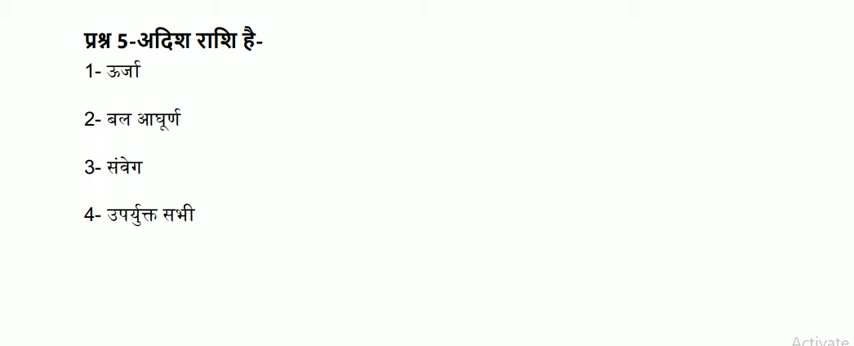 प्रश्न 5-अदिश राशि है-
1- ऊर्जा
2- बल आघूर्ण
3- संवेग
4- उपर्युक्त सभी
Activate